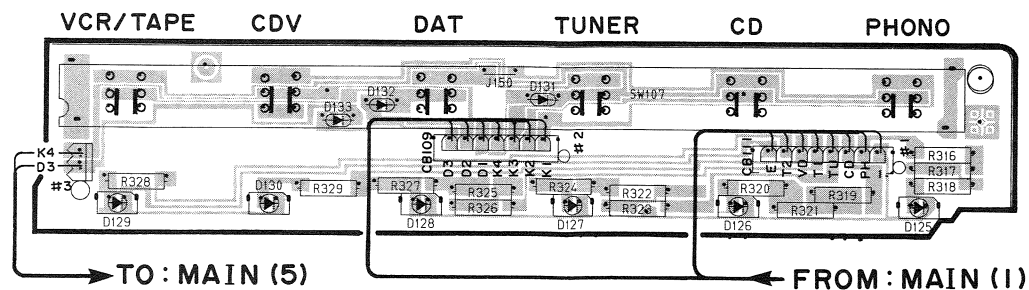 VCR/TAPE CDV DAT TUNER CD PHONO
J150
D132 D131
D133 SW107
CB109 D3 D2 D1 K4 K3 K2 K1 #2
CB111 E T2 VD T1 TU CD PH #1
K4
D3
#3
R316
R317
R318
R328 D130 R329 R327 R325 R324 R322 R320 R319
R326 R323 R321
D129 D128 D127 D126 D125
TO: MAIN (5)
FROM: MAIN (1)